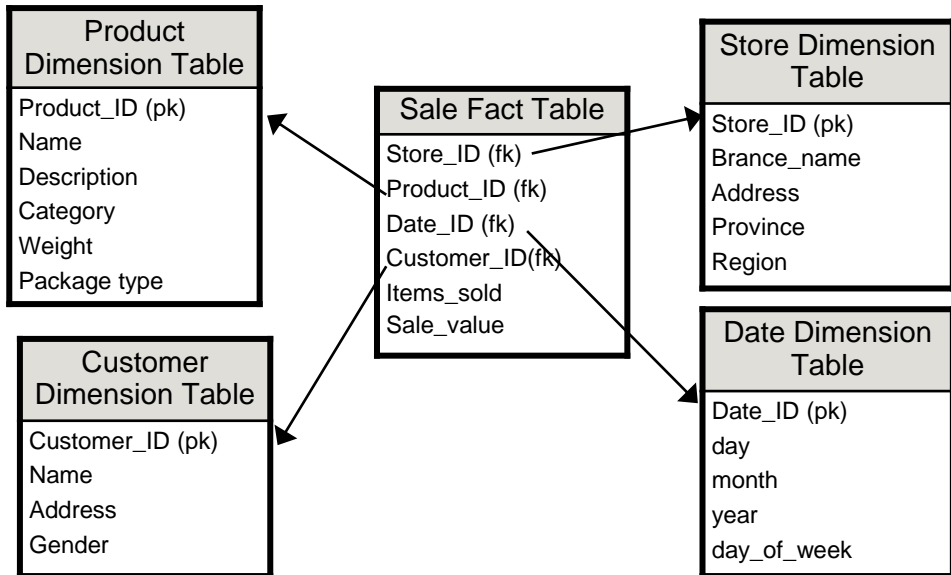 Product
Dimension Table
Product_ID (pk)
Name
Description
Category
Weight
Package type
Sale Fact Table
Store_ID (fk)
Product_ID (fk)
Date_ID (fk)
Customer_ID(fk)
Items_sold
Sale_value
Store Dimension
Table
Store_ID (pk)
Brance_name
Address
Province
Region
Customer
Dimension Table
Customer_ID (pk)
Name
Address
Gender
Date Dimension
Table
Date_ID (pk)
day
month
year
day_of_week